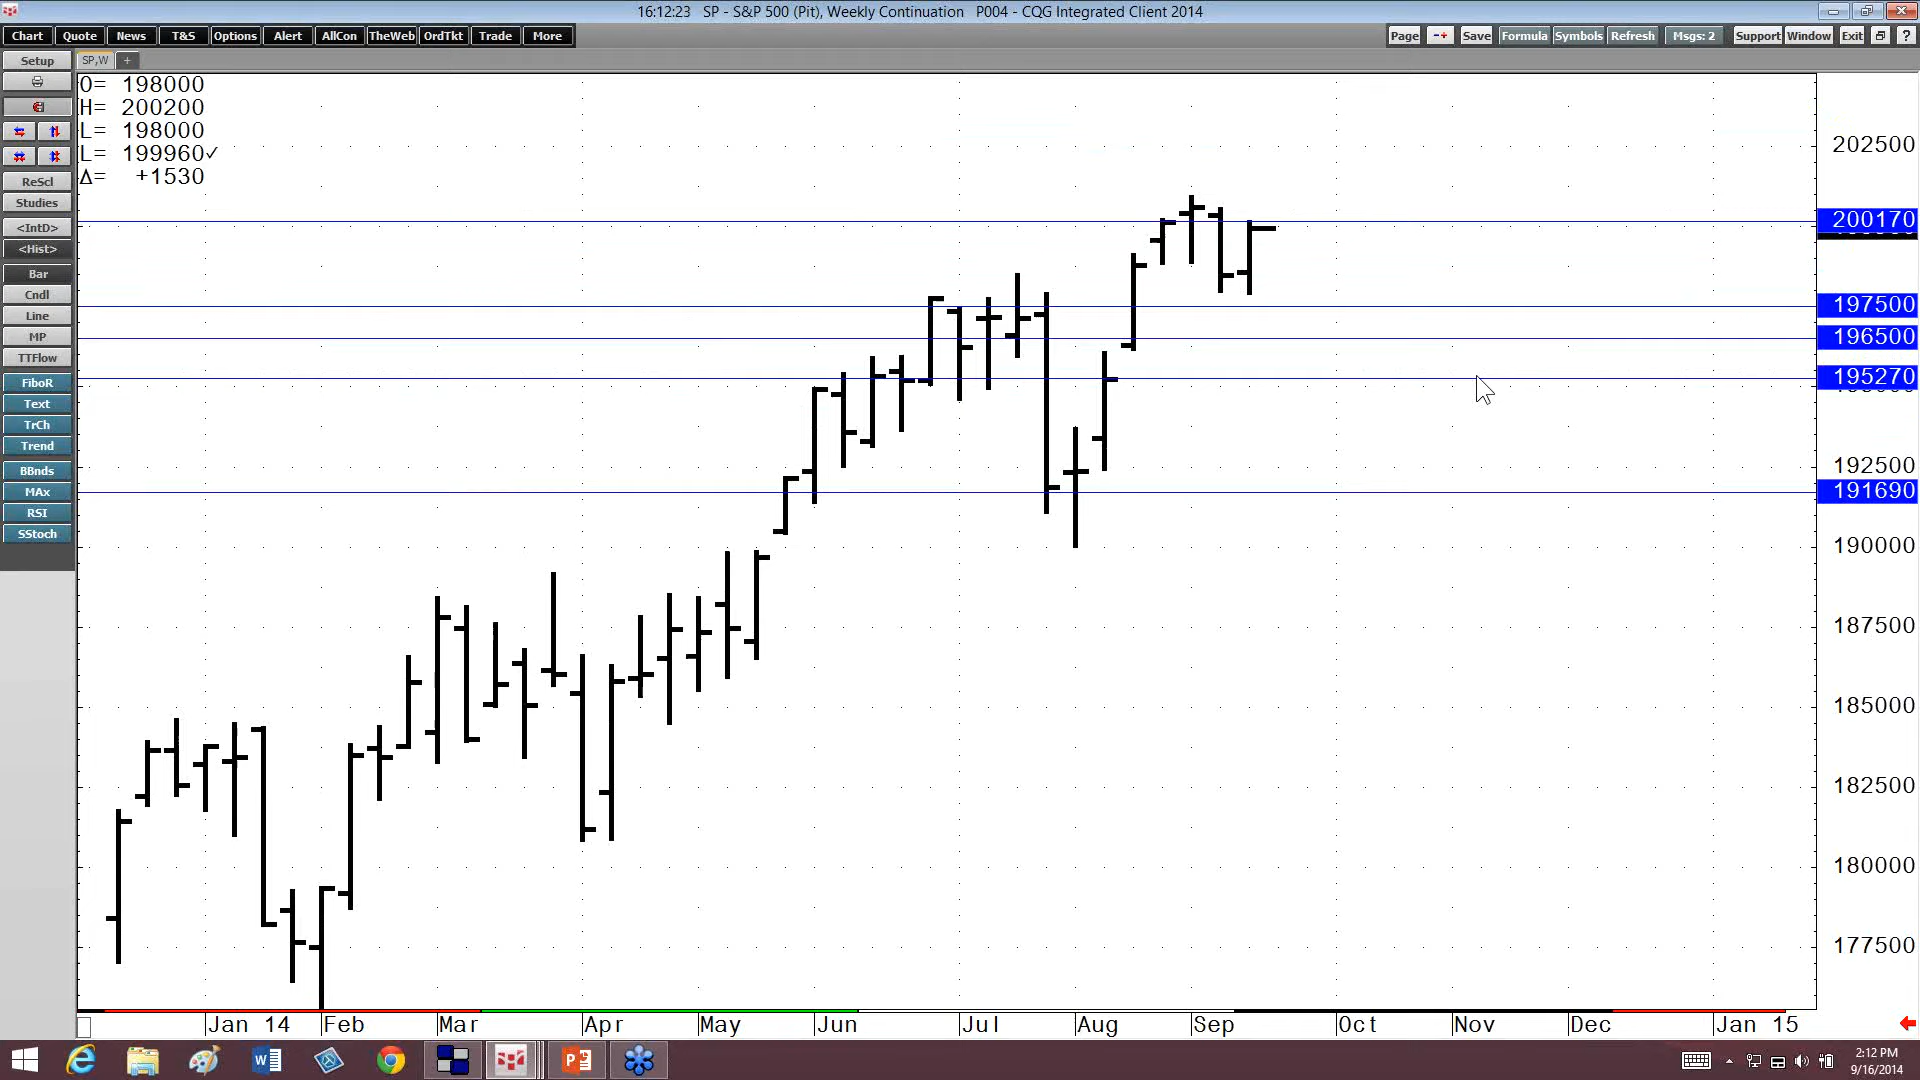 16:12:23 SP - S&P 500 (Pit), Weekly Continuation P004 - CQG Integrated Client 2014
Chart Quote News T&S Options Alert AllCon TheWeb OrdTkt Trade More Page -+ Save Formula Symbols Refresh Msgs: 2 Support Window Exit ?
Setup
SP,W +
O= 198000
H= 200200
L= 198000
L= 199960✓
Δ= +1530
ReScl
Studies
<IntD>
<Hist>
Bar
Cndl
Line
MP
TTFlow
FiboR
Text
TrCh
Trend
BBnds
MAx
RSI
SStoch
202500
200170
197500
196500
195270
192500
191690
190000
187500
185000
182500
180000
177500
Jan 14 Feb Mar Apr May Jun Jul Aug Sep Oct Nov Dec Jan 15
2:12 PM
9/16/2014